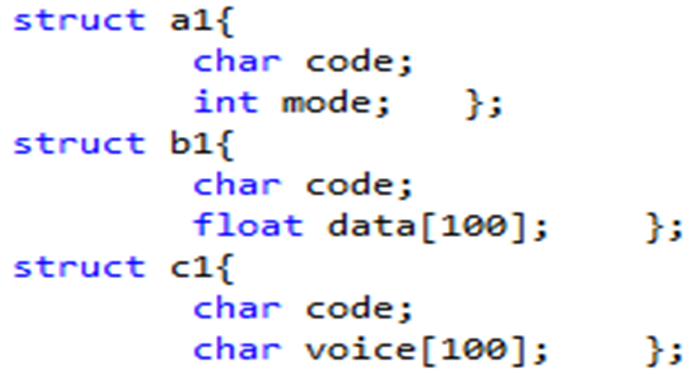 struct a1{
char code;
int mode; };
struct b1{
char code;
float data[100]; };
struct c1{
char code;
char voice[100]; };